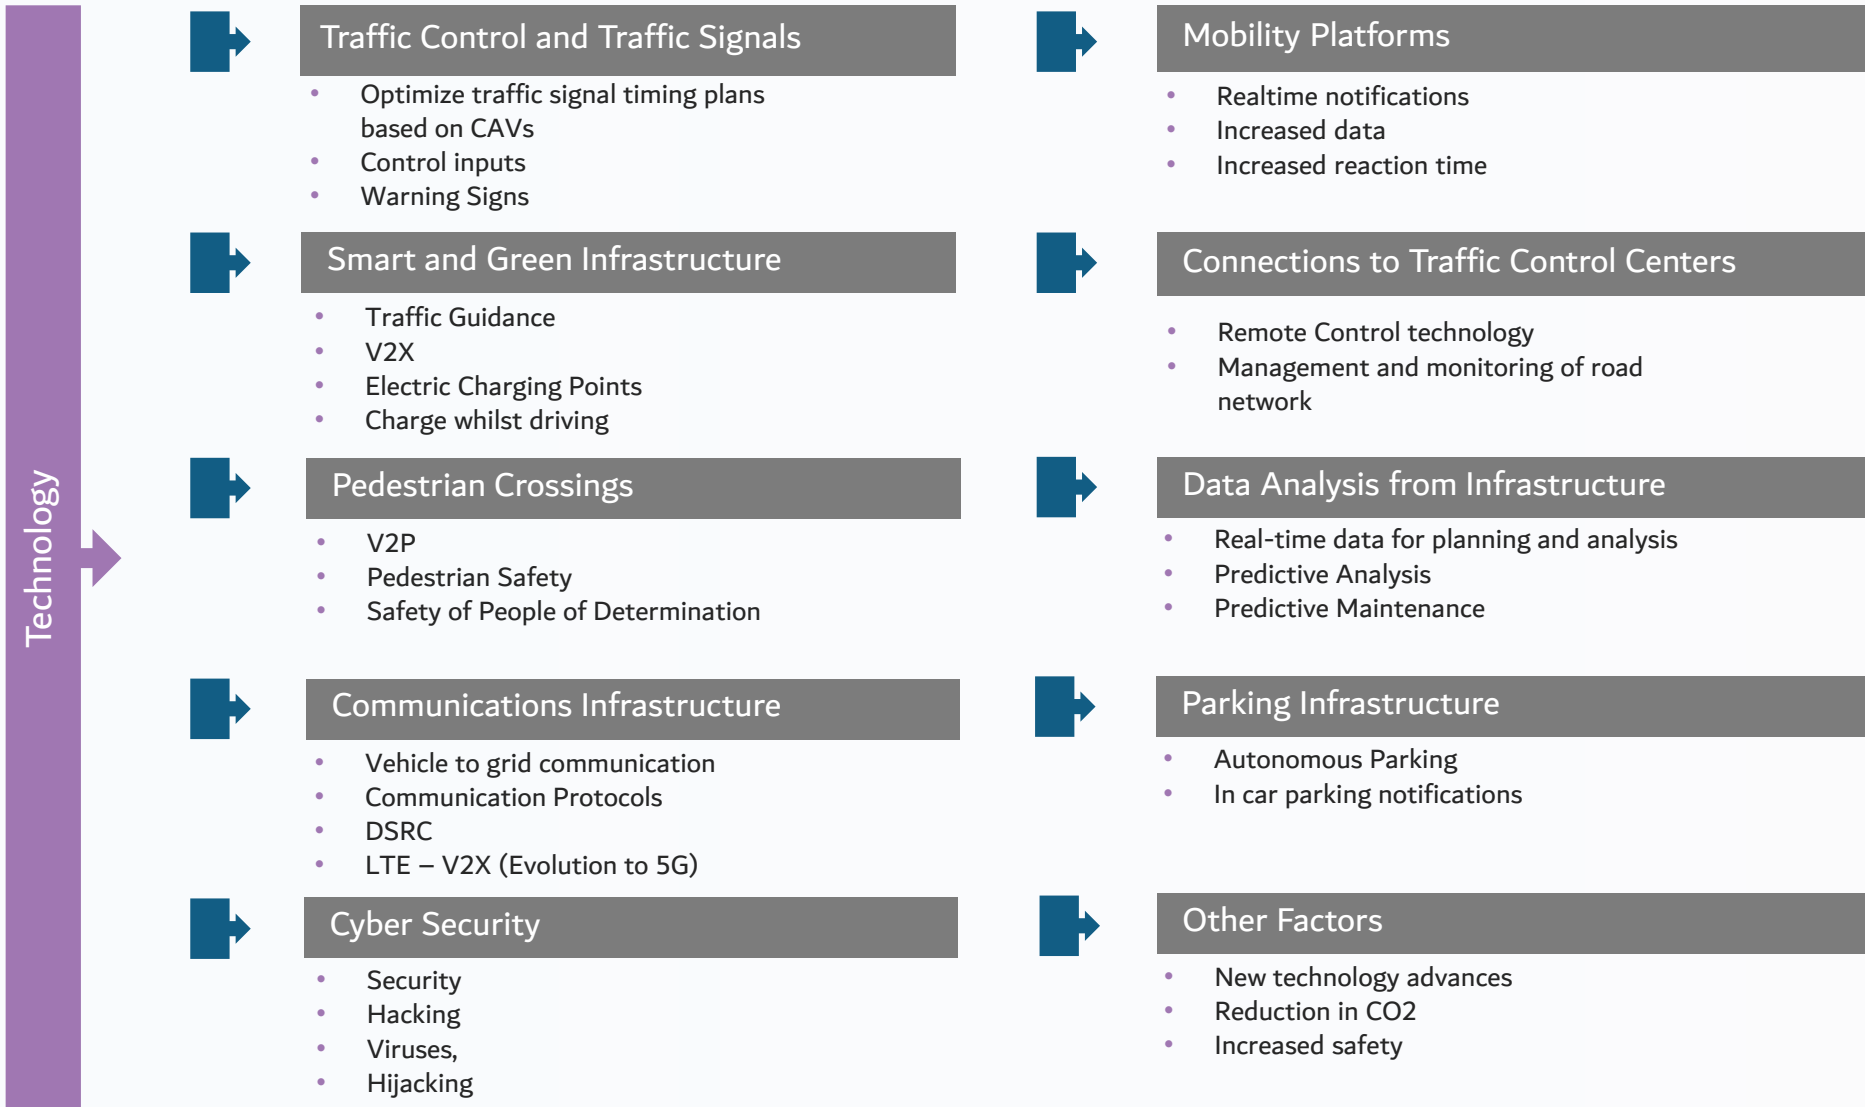 Technology
Traffic Control and Traffic Signals
• Optimize traffic signal timing plans
based on CAVs
• Control inputs
• Warning Signs
Smart and Green Infrastructure
• Traffic Guidance
• V2X
• Electric Charging Points
• Charge whilst driving
Pedestrian Crossings
• V2P
• Pedestrian Safety
• Safety of People of Determination
Communications Infrastructure
• Vehicle to grid communication
• Communication Protocols
• DSRC
• LTE – V2X (Evolution to 5G)
Cyber Security
• Security
• Hacking
• Viruses,
• Hijacking
Mobility Platforms
• Realtime notifications
• Increased data
• Increased reaction time
Connections to Traffic Control Centers
• Remote Control technology
• Management and monitoring of road
network
Data Analysis from Infrastructure
• Real-time data for planning and analysis
• Predictive Analysis
• Predictive Maintenance
Parking Infrastructure
• Autonomous Parking
• In car parking notifications
Other Factors
• New technology advances
• Reduction in CO2
• Increased safety